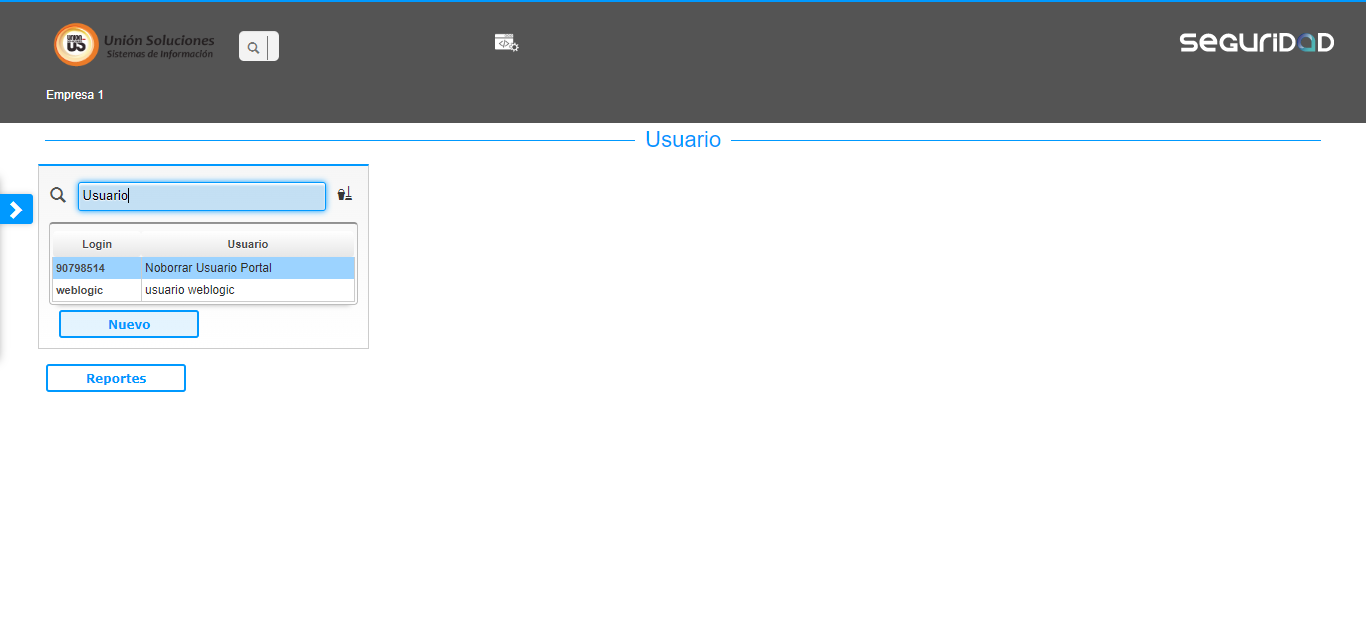 UNION
US
Unión Soluciones
Sistemas de Información
SEGURIDAD
Empresa 1
Usuario
Usuario
Login Usuario
90798514 Noborrar Usuario Portal
weblogic usuario weblogic
Nuevo
Reportes